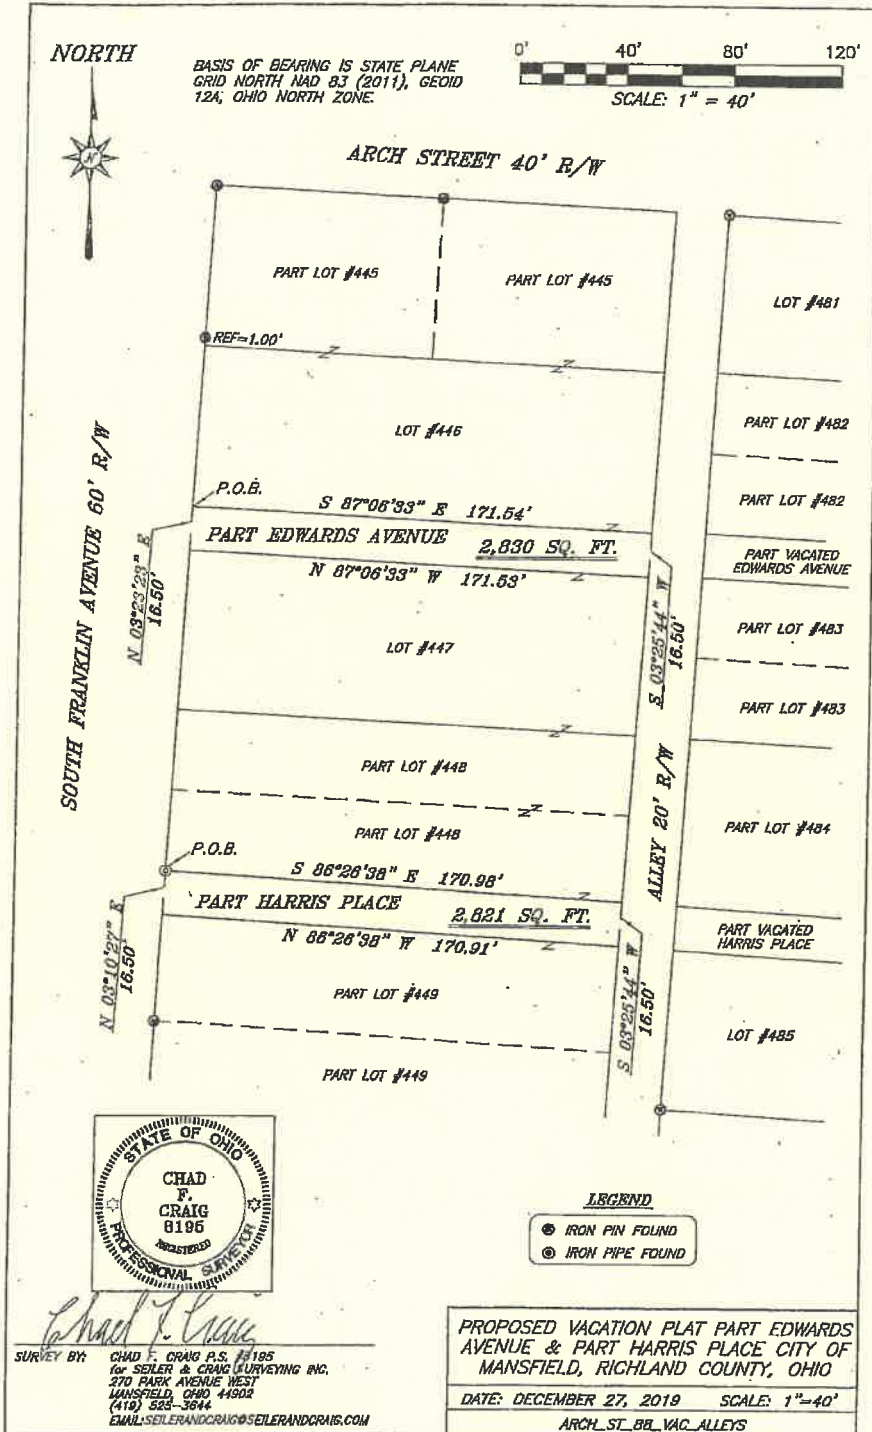 NORTH
BASIS OF BEARING IS STATE PLANE
GRID NORTH NAD 83 (2011), GEOID
12A, OHIO NORTH ZONE.
0' 40' 80' 120'
SCALE: 1" = 40'
N
ARCH STREET 40' R/W
PART LOT #445
PART LOT #445
LOT #481
REF=1.00'
LOT #446
PART LOT #482
SOUTH FRANKLIN AVENUE 60' R/W
P.O.B.
S 87°06'33" E 171.54'
PART LOT #482
PART EDWARDS AVENUE
2,830 SQ. FT.
PART VACATED
EDWARDS AVENUE
N 87°06'33" W 171.53'
N 03°23'23" E
16.50'
LOT #447
S 03°25'44" W
16.50'
PART LOT #483
PART LOT #483
PART LOT #448
ALLEY 20' R/W
PART LOT #448
PART LOT #484
P.O.B.
S 86°26'38" E 170.98'
PART HARRIS PLACE
2,821 SQ. FT.
PART VACATED
HARRIS PLACE
N 86°26'38" W 170.91'
N 03°10'27" E
16.50'
PART LOT #449
S 03°25'44" W
16.50'
LOT #485
PART LOT #449
STATE OF OHIO
CHAD
F.
CRAIG
8195
REGISTERED
PROFESSIONAL SURVEYOR
LEGEND
IRON PIN FOUND
IRON PIPE FOUND
Chad F. Craig
SURVEY BY: CHAD F. CRAIG P.S. #8195
for SEILER & CRAIG SURVEYING INC.
270 PARK AVENUE WEST
MANSFIELD, OHIO 44902
(419) 525-3644
EMAIL: SEILERANDCRAIG@SEILERANDCRAIG.COM
PROPOSED VACATION PLAT PART EDWARDS
AVENUE & PART HARRIS PLACE CITY OF
MANSFIELD, RICHLAND COUNTY, OHIO
DATE: DECEMBER 27, 2019 SCALE: 1"=40'
ARCH_ST_BB_VAC_ALLEYS